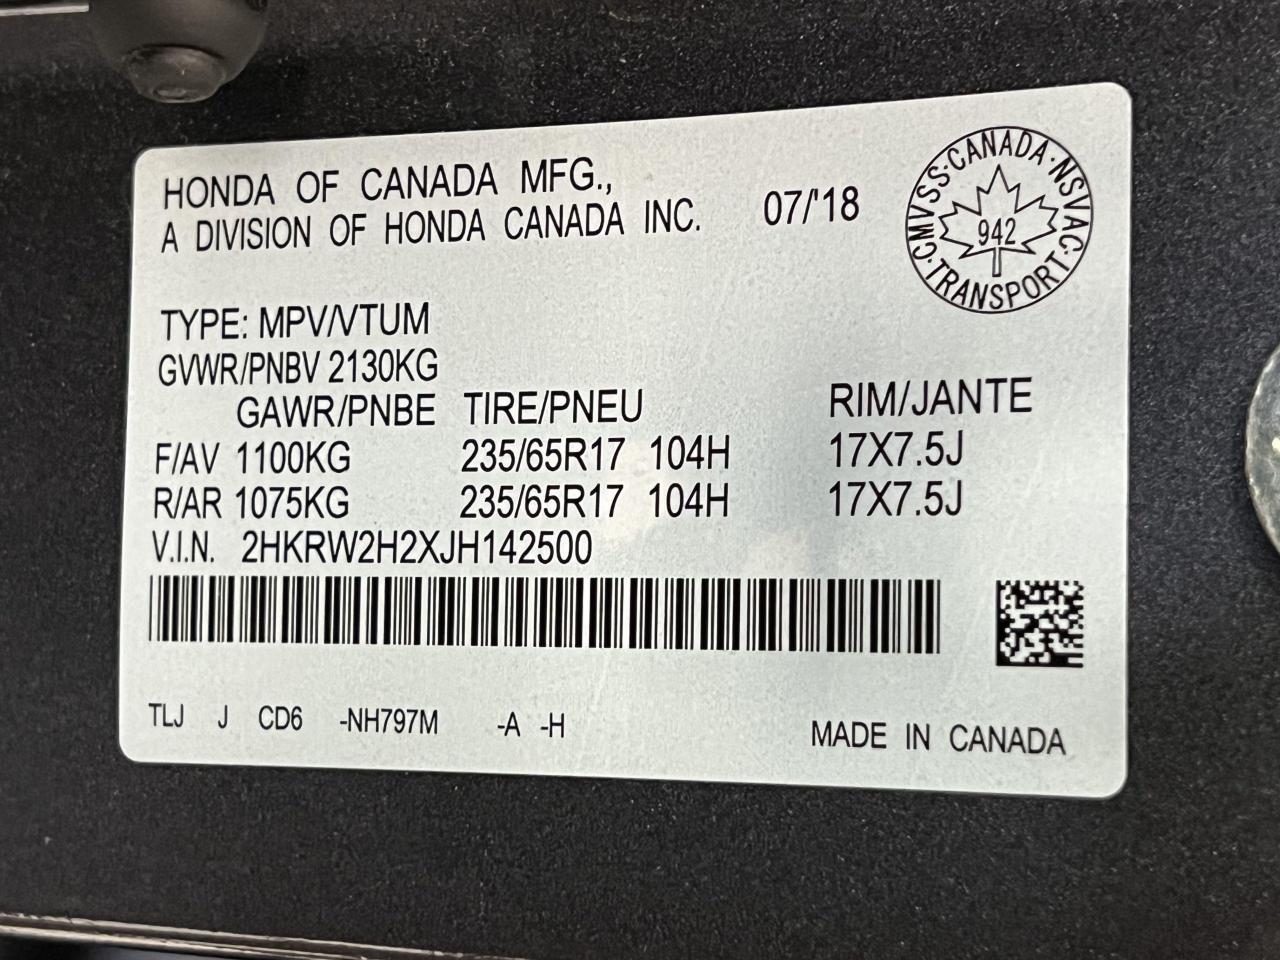 HONDA OF CANADA MFG.,
A DIVISION OF HONDA CANADA INC.
07/'18
CMVSS·CANADA·NSVAC·TRANSPORT·
942
TYPE: MPV/VTUM
GVWR/PNBV 2130KG
GAWR/PNBE TIRE/PNEU RIM/JANTE
F/AV 1100KG 235/65R17 104H 17X7.5J
R/AR 1075KG 235/65R17 104H 17X7.5J
V.I.N. 2HKRW2H2XJH142500
TLJ J CD6 -NH797M -A -H
MADE IN CANADA